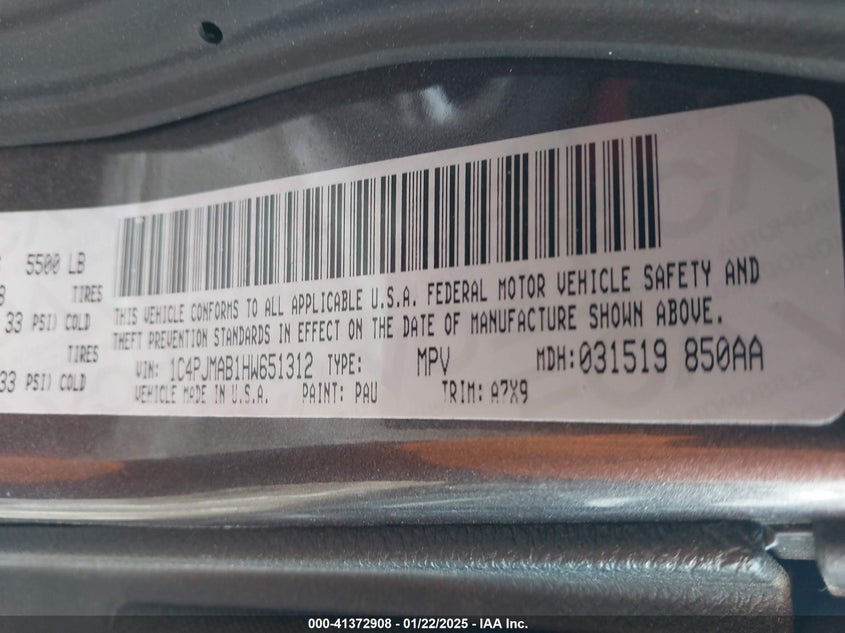 5500 LB
TIRES
33 PSI) COLD
TIRES
33 PSI) COLD
THIS VEHICLE CONFORMS TO ALL APPLICABLE U.S.A. FEDERAL MOTOR VEHICLE SAFETY AND
THEFT PREVENTION STANDARDS IN EFFECT ON THE DATE OF MANUFACTURE SHOWN ABOVE.
VIN: 1C4PJMAB1HW651312 TYPE: MPV MDH: 031519 850AA
VEHICLE MADE IN U.S.A. PAINT: PAU TRIM: A7X9
000-41372908 - 01/22/2025 - IAA Inc.